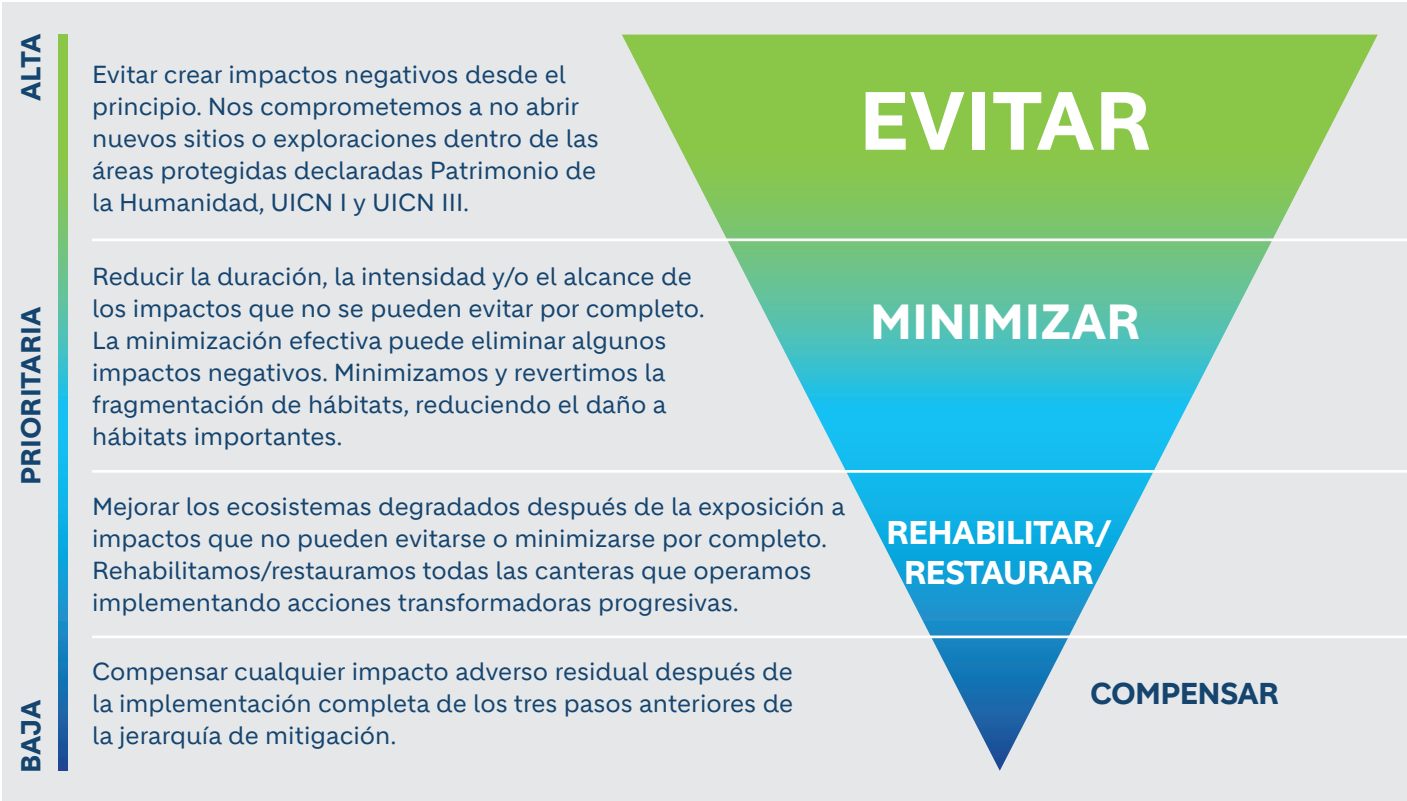 ALTA
Evitar crear impactos negativos desde el
principio. Nos comprometemos a no abrir
nuevos sitios o exploraciones dentro de las
áreas protegidas declaradas Patrimonio de
la Humanidad, UICN I y UICN III.
EVITAR
PRIORITARIA
Reducir la duración, la intensidad y/o el alcance de
los impactos que no se pueden evitar por completo.
La minimización efectiva puede eliminar algunos
impactos negativos. Minimizamos y revertimos la
fragmentación de hábitats, reduciendo el daño a
hábitats importantes.
MINIMIZAR
Mejorar los ecosistemas degradados después de la exposición a
impactos que no pueden evitarse o minimizarse por completo.
Rehabilitamos/restauramos todas las canteras que operamos
implementando acciones transformadoras progresivas.
REHABILITAR/
RESTAURAR
BAJA
Compensar cualquier impacto adverso residual después de
la implementación completa de los tres pasos anteriores de
la jerarquía de mitigación.
COMPENSAR